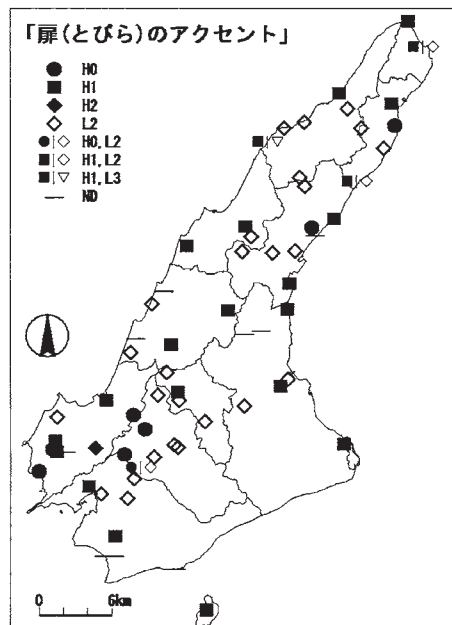 「扉(とびら)のアクセント」
H0
H1
H2
L2
H0, L2
H1, L2
H1, L3
ND
0 6km